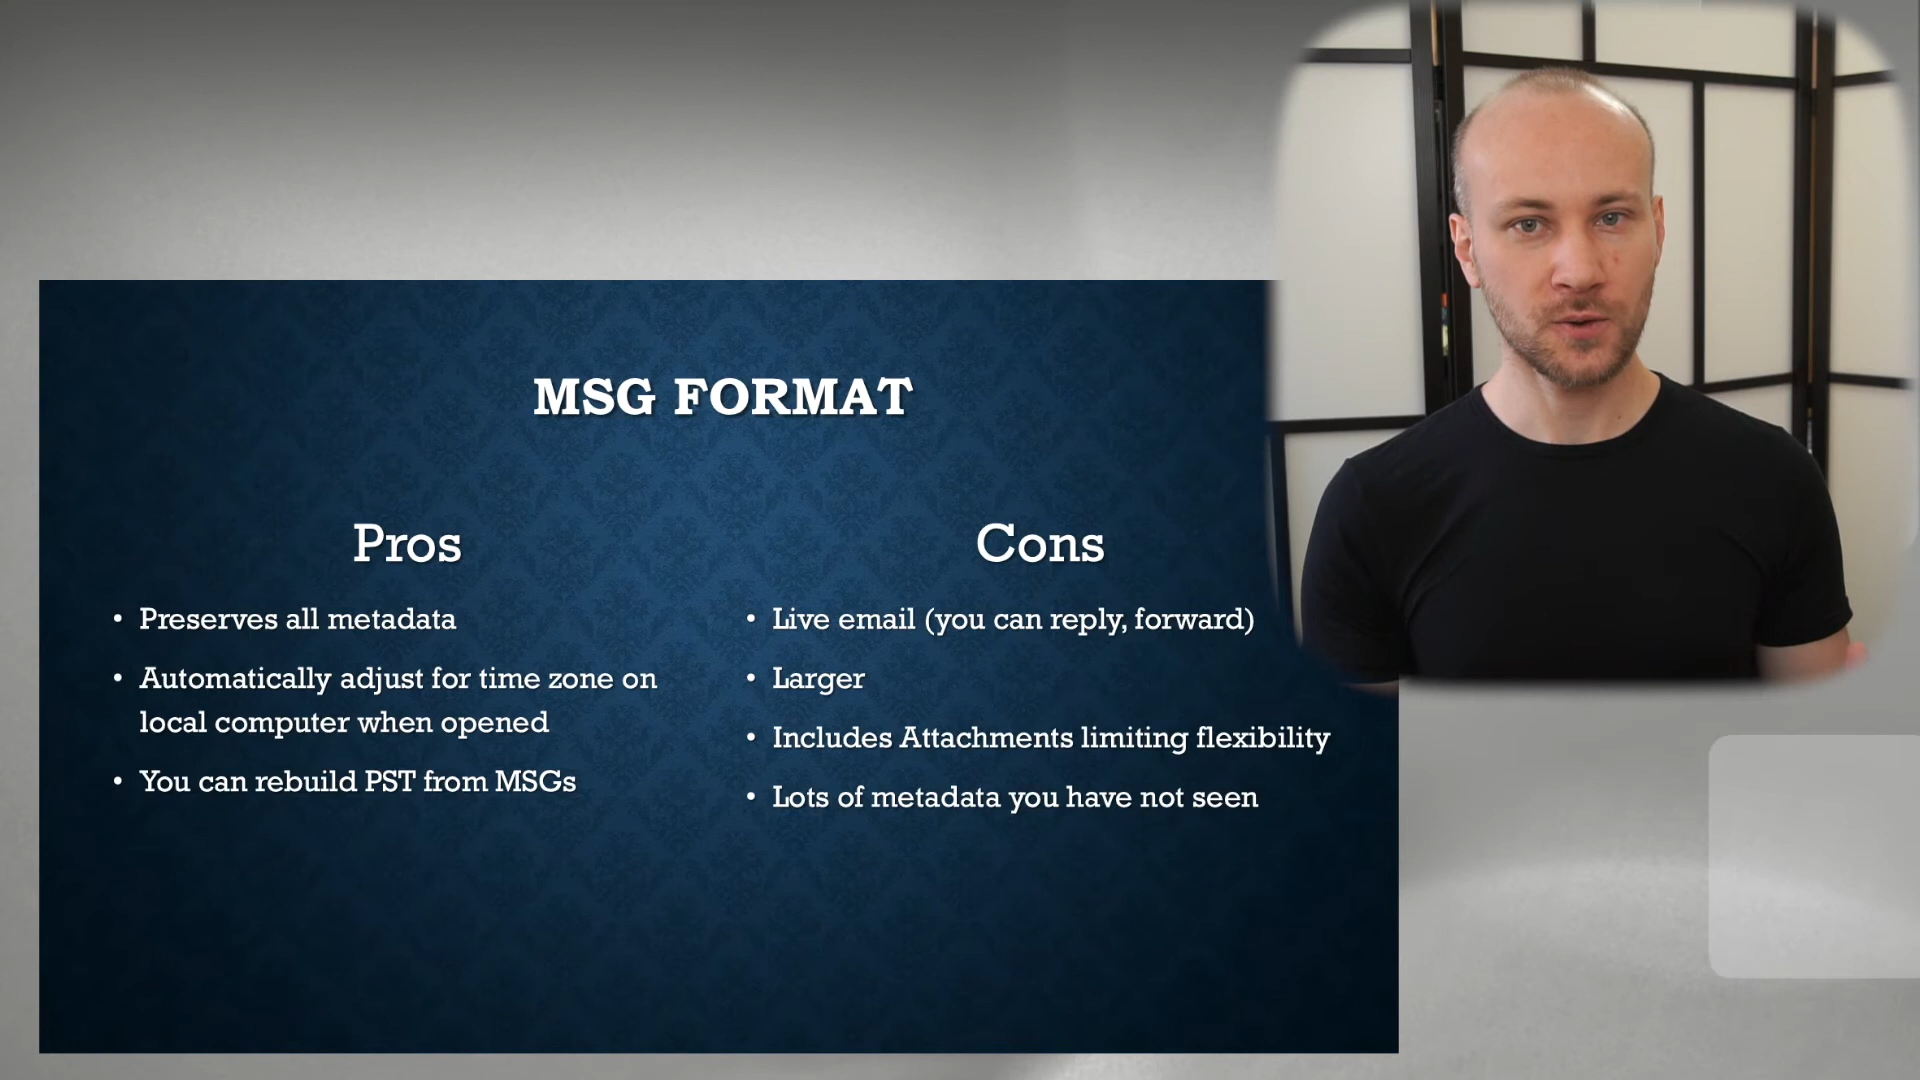 MSG FORMAT
Pros
• Preserves all metadata
• Automatically adjust for time zone on
local computer when opened
• You can rebuild PST from MSGs
Cons
• Live email (you can reply, forward)
• Larger
• Includes Attachments limiting flexibility
• Lots of metadata you have not seen